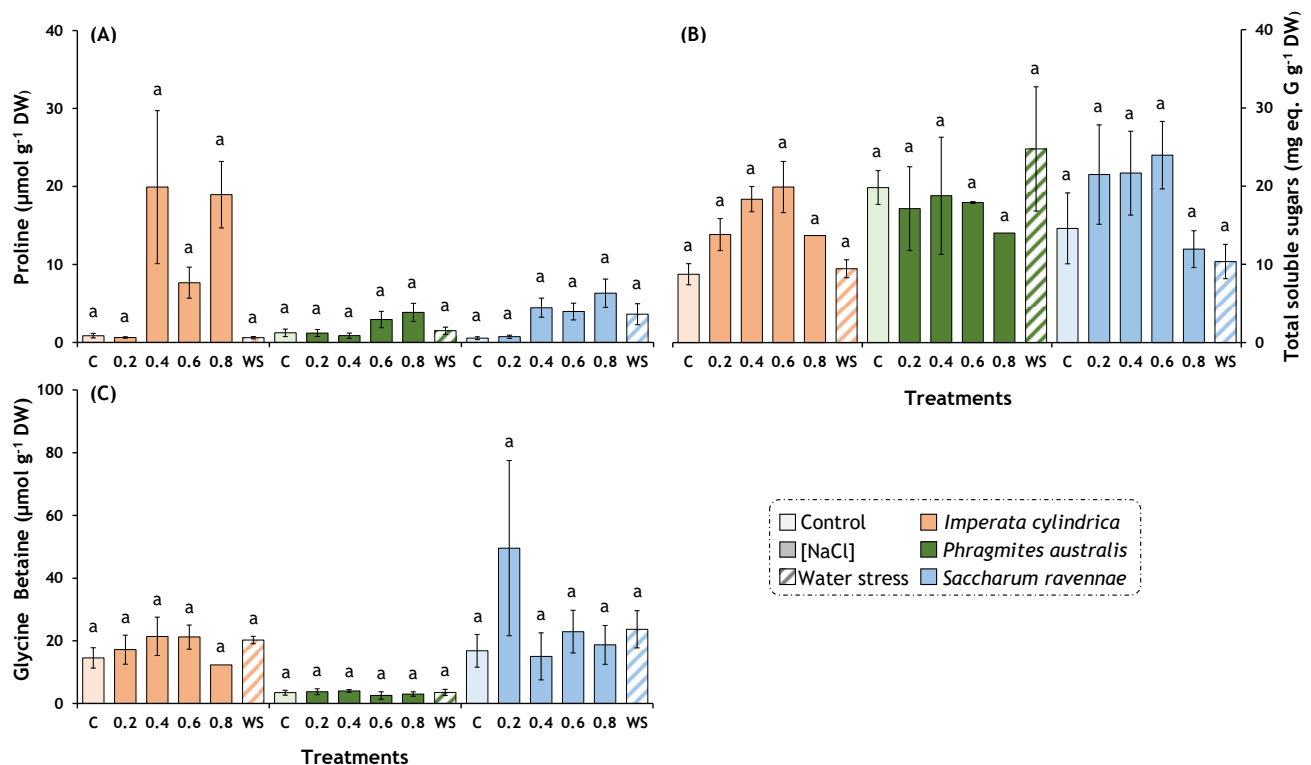 (A)
Proline (µmol g-1 DW)
40
30
20
10
0
a a a a a a a a a a a a a a a a a a
C 0.2 0.4 0.6 0.8 WS C 0.2 0.4 0.6 0.8 WS C 0.2 0.4 0.6 0.8 WS
(B)
Total soluble sugars (mg eq. G g-1 DW)
40
30
20
10
0
a a a a a a a a a a a a a a a a a a
C 0.2 0.4 0.6 0.8 WS C 0.2 0.4 0.6 0.8 WS C 0.2 0.4 0.6 0.8 WS
Treatments
(C)
Glycine Betaine (µmol g-1 DW)
100
80
60
40
20
0
a a a a a a a a a a a a a a a a a a
C 0.2 0.4 0.6 0.8 WS C 0.2 0.4 0.6 0.8 WS C 0.2 0.4 0.6 0.8 WS
Treatments
Control
[NaCl]
Water stress
Imperata cylindrica
Phragmites australis
Saccharum ravennae